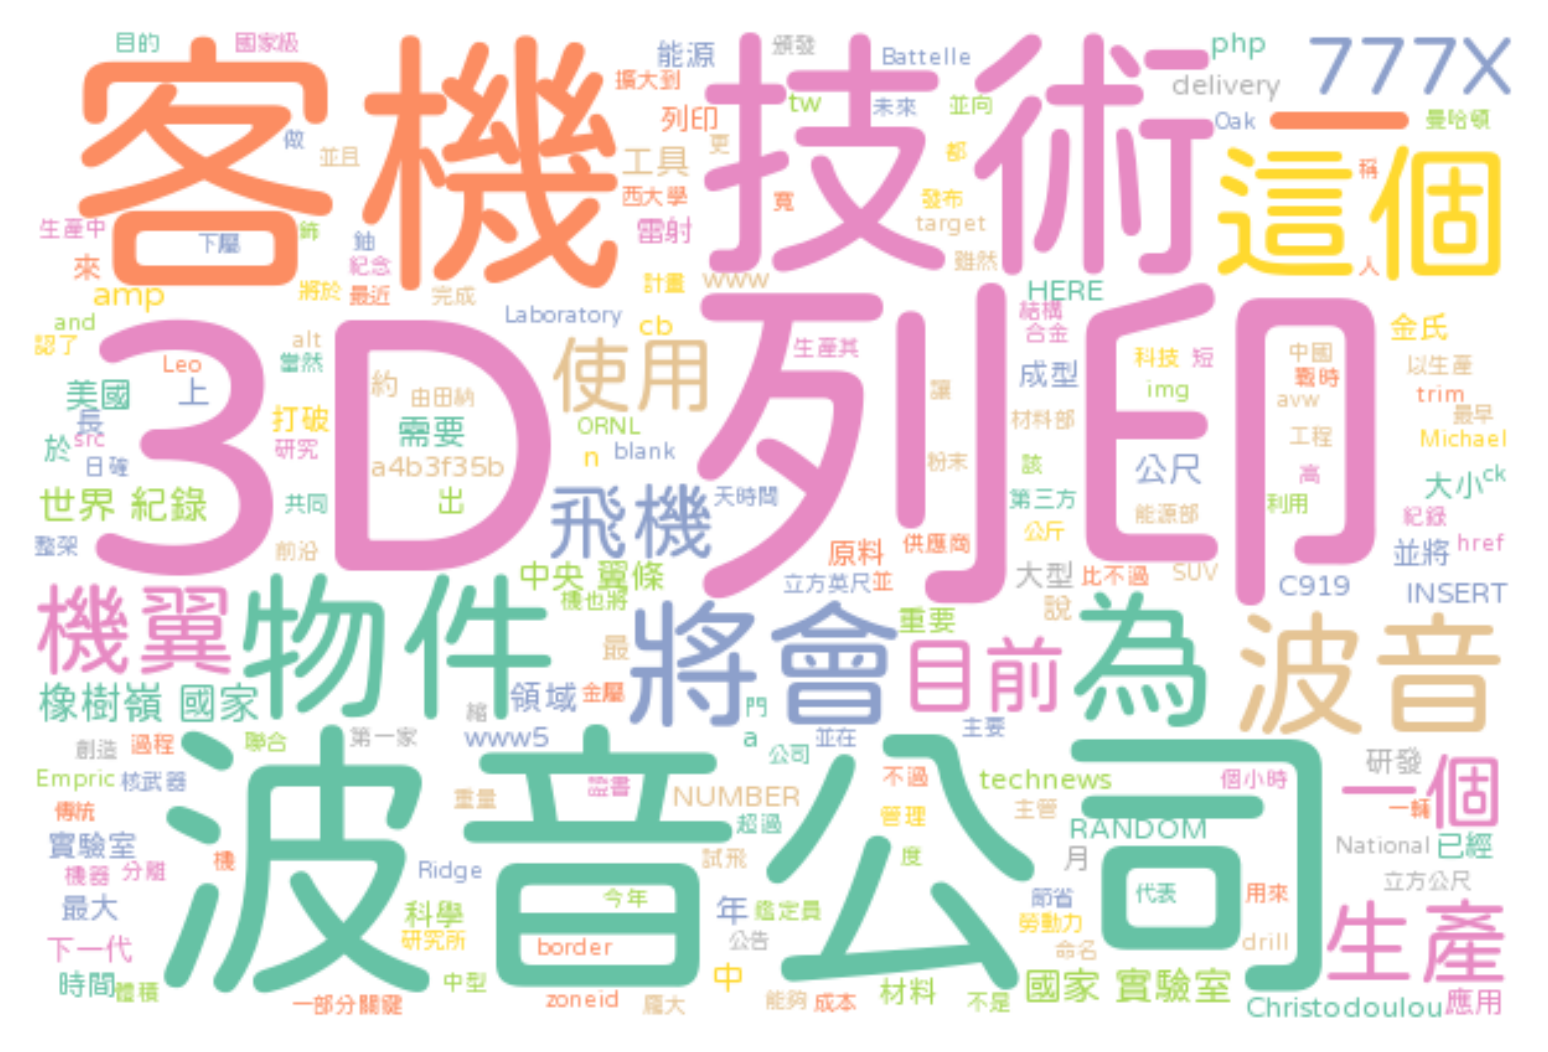 目的 國家級 能源 頒發 Battelle php 777X
客機 技術 擴大到 delivery
列印 tw 未來 並向 Oak 一 曼哈頓
做 並且 工具 更 都 這個 稱
西大學 寬 發布
生產中 下屬 飾 鈾 雷射 target
來 紀念 雖然 人
amp 將於 最近 完成 計畫 www HERE
3D 列印
and Laboratory cb 結構 合金 金氏
認了 alt 使用 生產其 科技 短 中國
Leo 當然 成型 戰時 以生產
美國 上 約 由田納 讓 img avw trim
長 打破 需要 ORNL 材料部 最早
於 src 研究 n blank 工程 Michael
日確 a4b3f35b 粉末 該 公尺 高 大小 ck
世界 紀錄 共同 出 飛機 天時間 第三方 能源部 利用 紀錄
整架 前沿 原料 供應商 公斤 並將 href
中央 翼條 立方英尺 並 大型 比不過 SUV C919 INSERT
機翼 物件 機也將 將會 重要 說 為 波音
最 目前
橡樹嶺 國家 縮 領域 金屬 門 主要
創造 過程 聯合 第一家 www5 a 公司 並在
波音公司
Empric 核武器 證書 不過 technews 個小時 研發 一個
傳統 重量 NUMBER 管理 主管 一輛
實驗室 機 超過 RANDOM National 已經
機器 分離 Ridge 試飛 度 月 立方公尺
最大 科學 今年 年 鑑定員 節省 代表 用來 生產
下一代 研究所 border 公告 勞動力 命名 drill
時間 體積 中型 中 材料 國家 實驗室
一部分關鍵 zoneid 龐大 能夠 成本 不是 Christodoulou 應用